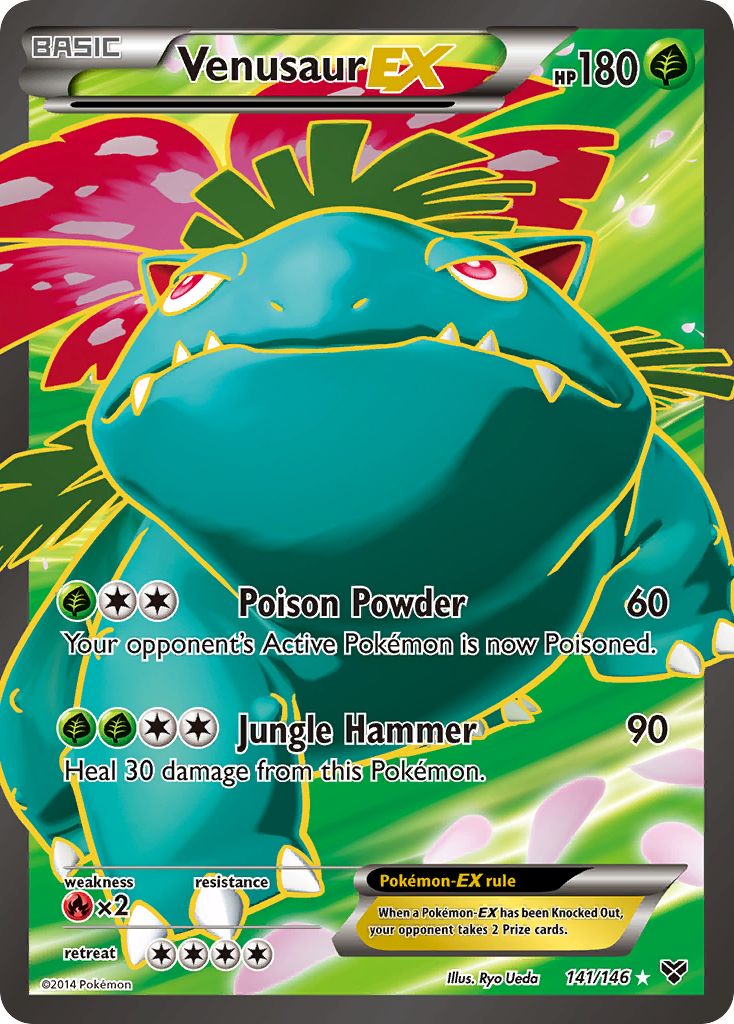 BASIC
Venusaur EX
HP180
Poison Powder 60
Your opponent's Active Pokémon is now Poisoned.
Jungle Hammer 90
Heal 30 damage from this Pokémon.
weakness resistance
×2
retreat
Pokémon-EX rule
When a Pokémon-EX has been Knocked Out,
your opponent takes 2 Prize cards.
©2014 Pokémon
Illus. Ryo Ueda 141/146 ★ XY